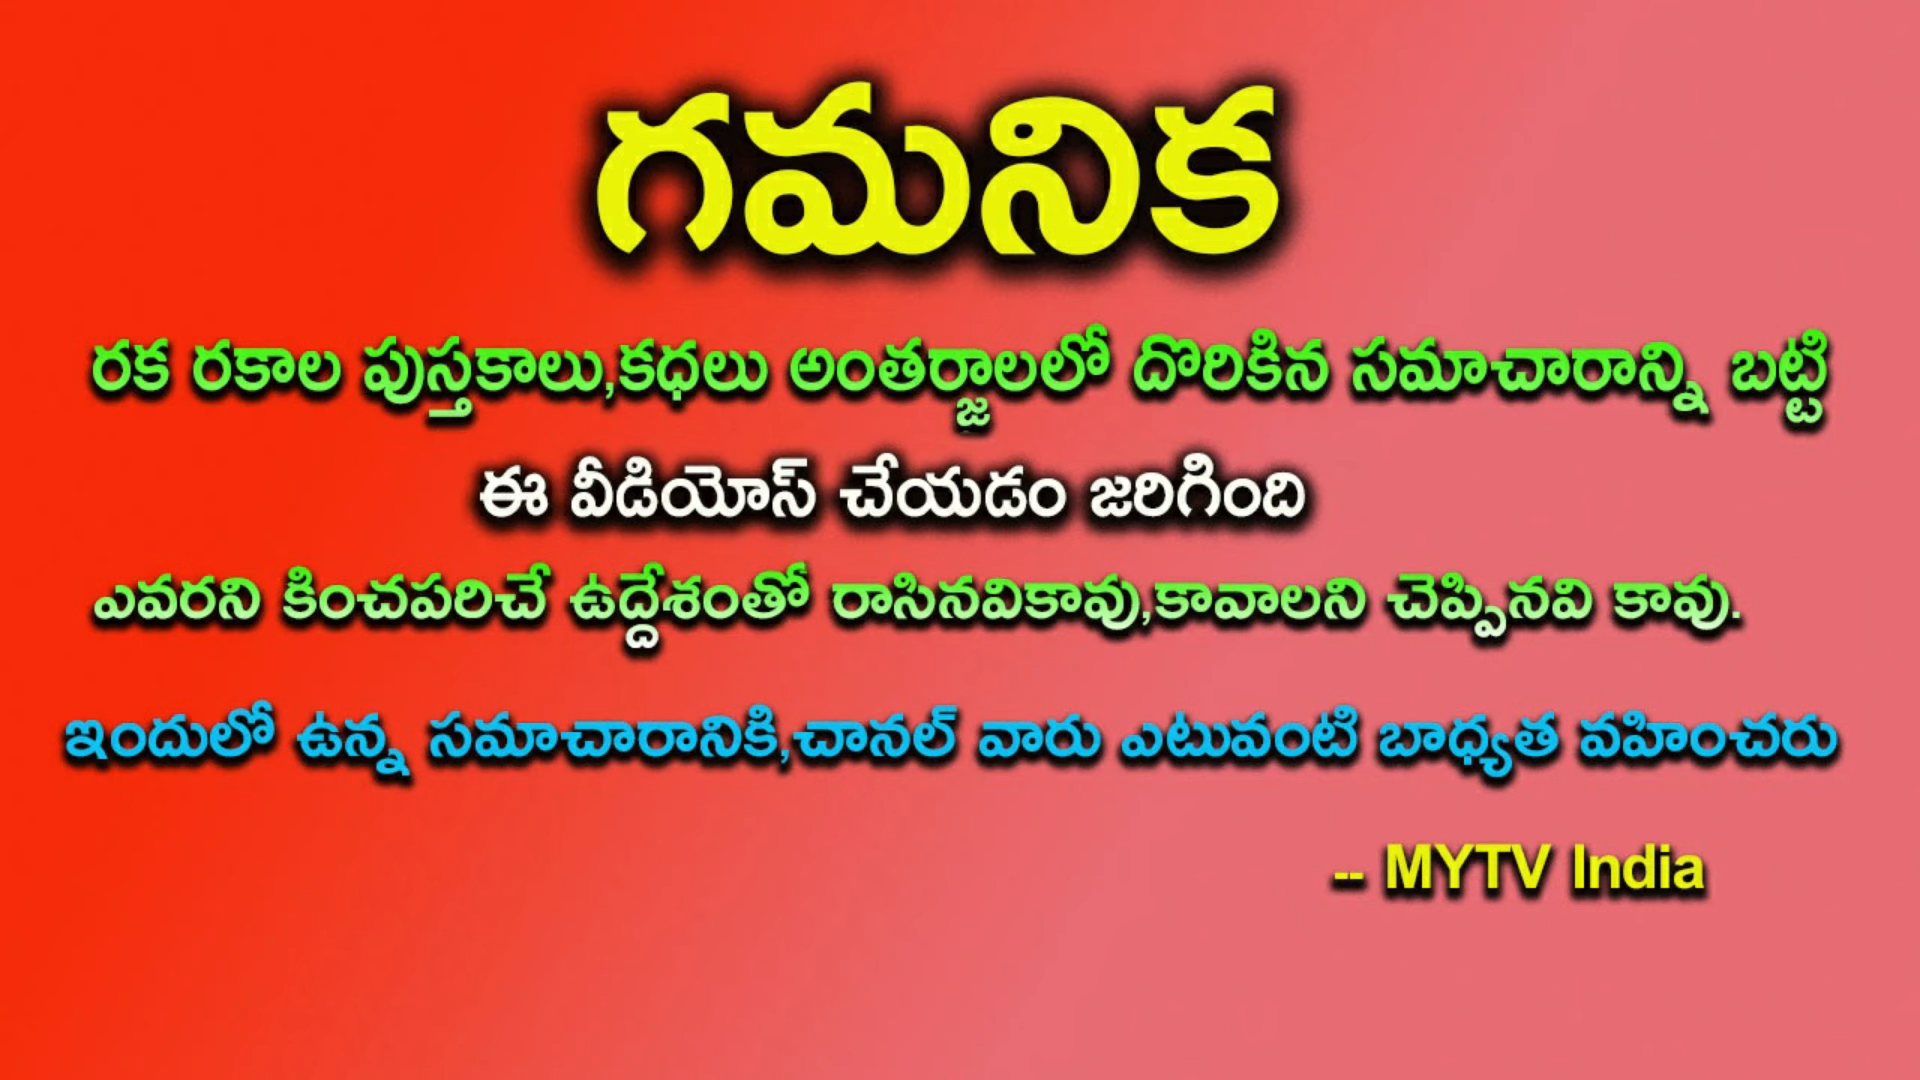 గమనిక
రక రకాల పుస్తకాలు,కధలు అంతర్జాలలో దొరికిన సమాచారాన్ని బట్టి
ఈ వీడియోస్ చేయడం జరిగింది
ఎవరని కించపరిచే ఉద్దేశంతో రాసినవికావు,కావాలని చెప్పినవి కావు.
ఇందులో ఉన్న సమాచారానికి,చానల్ వారు ఎటువంటి బాధ్యత వహించరు
-- MYTV India